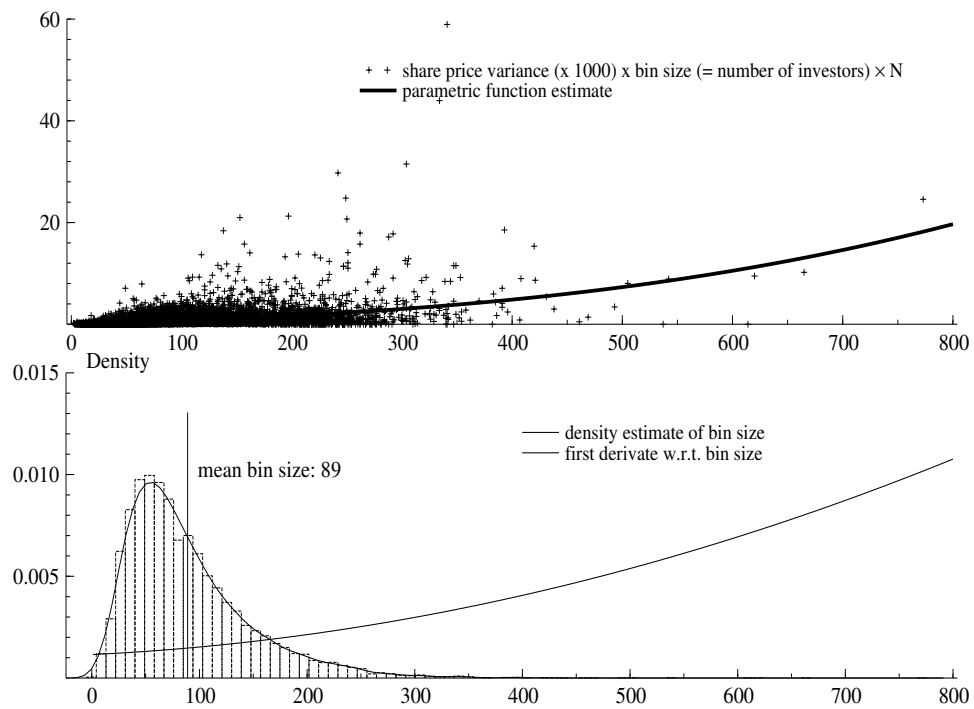 60
share price variance (x 1000) x bin size (= number of investors) × N
parametric function estimate
40
20
0 100 200 300 400 500 600 700 800
Density
0.015
density estimate of bin size
first derivate w.r.t. bin size
mean bin size: 89
0.010
0.005
0 100 200 300 400 500 600 700 800